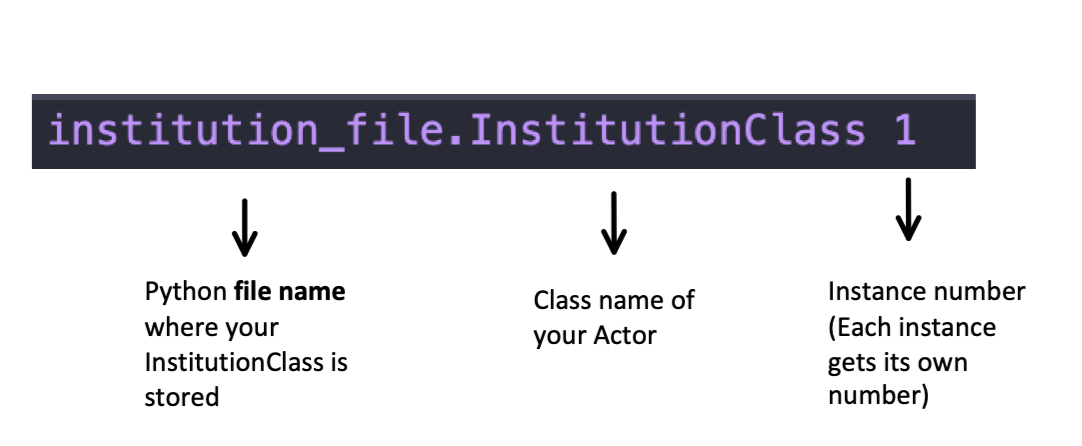 institution_file.InstitutionClass 1
Python file name
where your
InstitutionClass is
stored
Class name of
your Actor
Instance number
(Each instance
gets its own
number)